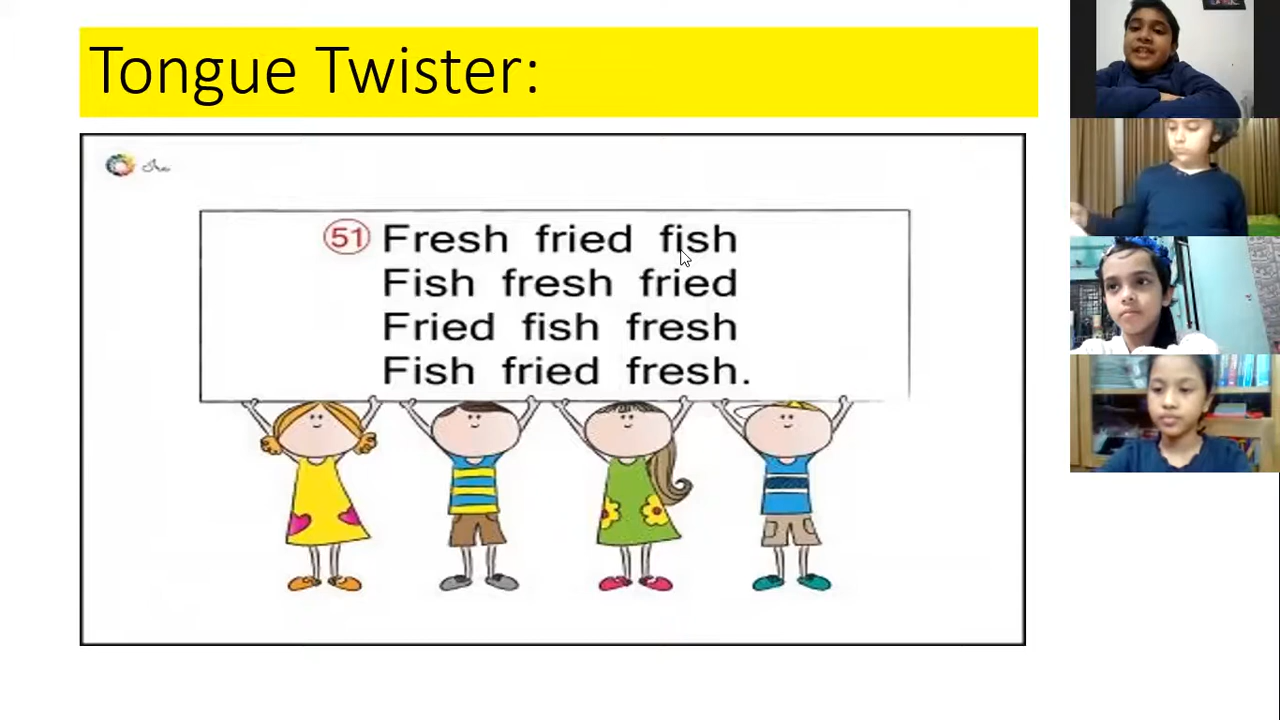 Tongue Twister:
51 Fresh fried fish
Fish fresh fried
Fried fish fresh
Fish fried fresh.